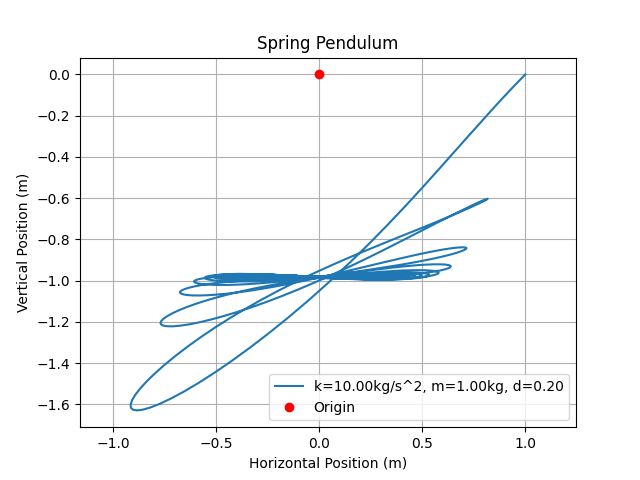 Spring Pendulum
Vertical Position (m)
0.0
−0.2
−0.4
−0.6
−0.8
−1.0
−1.2
−1.4
−1.6
k=10.00kg/s^2, m=1.00kg, d=0.20
Origin
−1.0 −0.5 0.0 0.5 1.0
Horizontal Position (m)